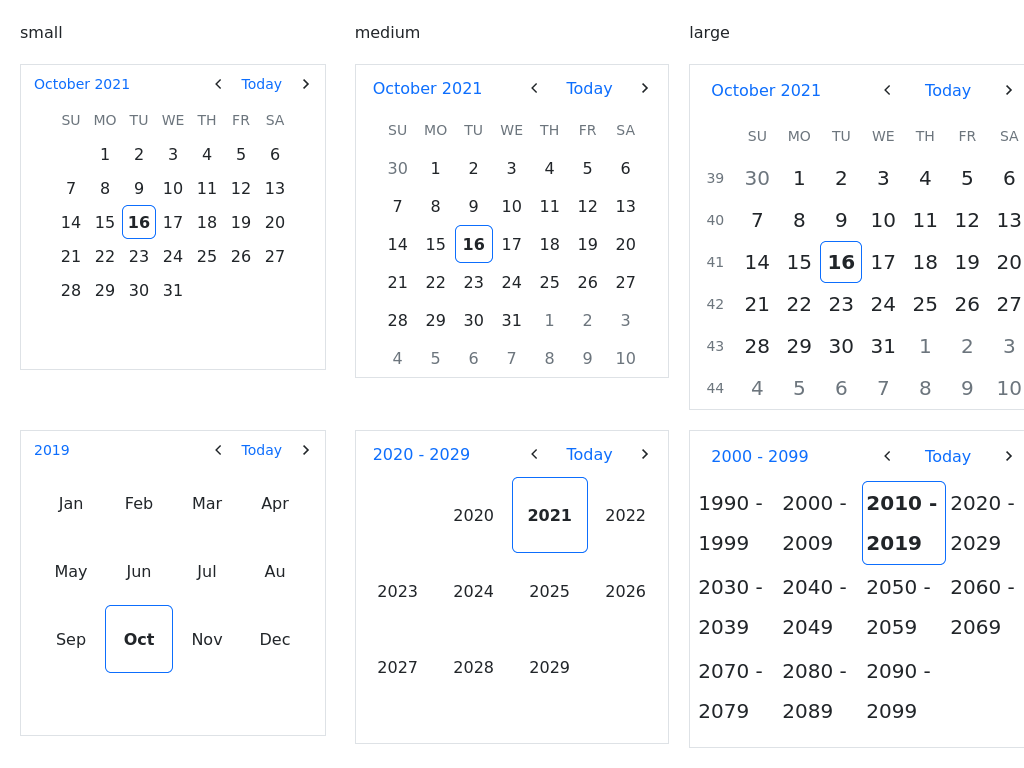 small
October 2021 Today
SU MO TU WE TH FR SA
1 2 3 4 5 6
7 8 9 10 11 12 13
14 15 16 17 18 19 20
21 22 23 24 25 26 27
28 29 30 31
medium
October 2021 Today
SU MO TU WE TH FR SA
30 1 2 3 4 5 6
7 8 9 10 11 12 13
14 15 16 17 18 19 20
21 22 23 24 25 26 27
28 29 30 31 1 2 3
4 5 6 7 8 9 10
large
October 2021 Today
SU MO TU WE TH FR SA
39 30 1 2 3 4 5 6
40 7 8 9 10 11 12 13
41 14 15 16 17 18 19 20
42 21 22 23 24 25 26 27
43 28 29 30 31 1 2 3
44 4 5 6 7 8 9 10
2019 Today
Jan Feb Mar Apr
May Jun Jul Au
Sep Oct Nov Dec
2020 - 2029 Today
2020 2021 2022
2023 2024 2025 2026
2027 2028 2029
2000 - 2099 Today
1990 - 2000 - 2010 - 2020 -
1999 2009 2019 2029
2030 - 2040 - 2050 - 2060 -
2039 2049 2059 2069
2070 - 2080 - 2090 -
2079 2089 2099